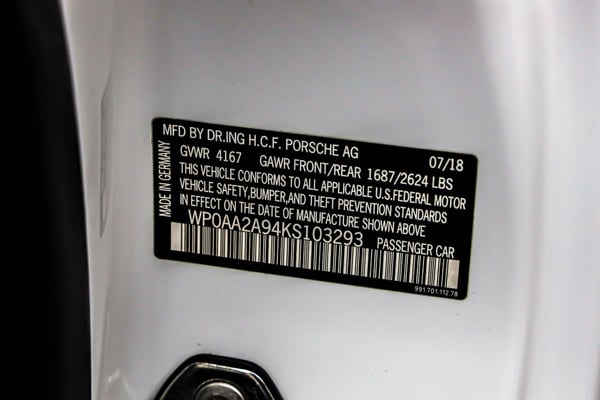 MFD BY DR.ING H.C.F. PORSCHE AG 07/18
GVWR 4167 GAWR FRONT/REAR 1687/2624 LBS
THIS VEHICLE CONFORMS TO ALL APPLICABLE U.S.FEDERAL MOTOR
VEHICLE SAFETY,BUMPER,AND THEFT PREVENTION STANDARDS
IN EFFECT ON THE DATE OF MANUFACTURE SHOWN ABOVE
WP0AA2A94KS103293 PASSENGER CAR
991.701.112.78
MADE IN GERMANY